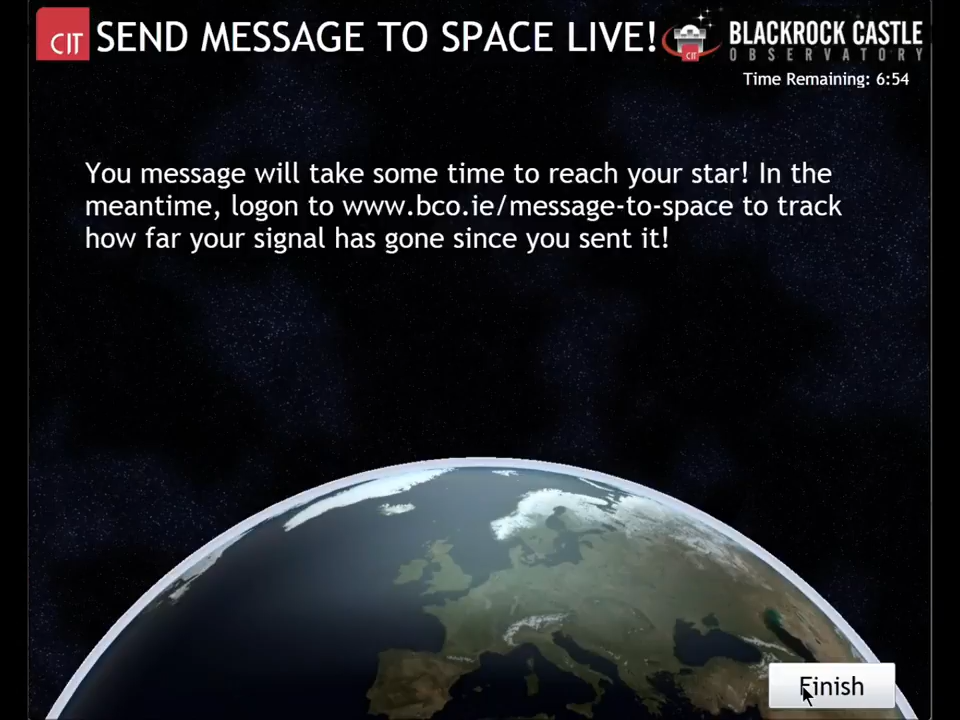 CIT SEND MESSAGE TO SPACE LIVE! CIT BLACKROCK CASTLE
OBSERVATORY
Time Remaining: 6:54
You message will take some time to reach your star! In the
meantime, logon to www.bco.ie/message-to-space to track
how far your signal has gone since you sent it!
Finish